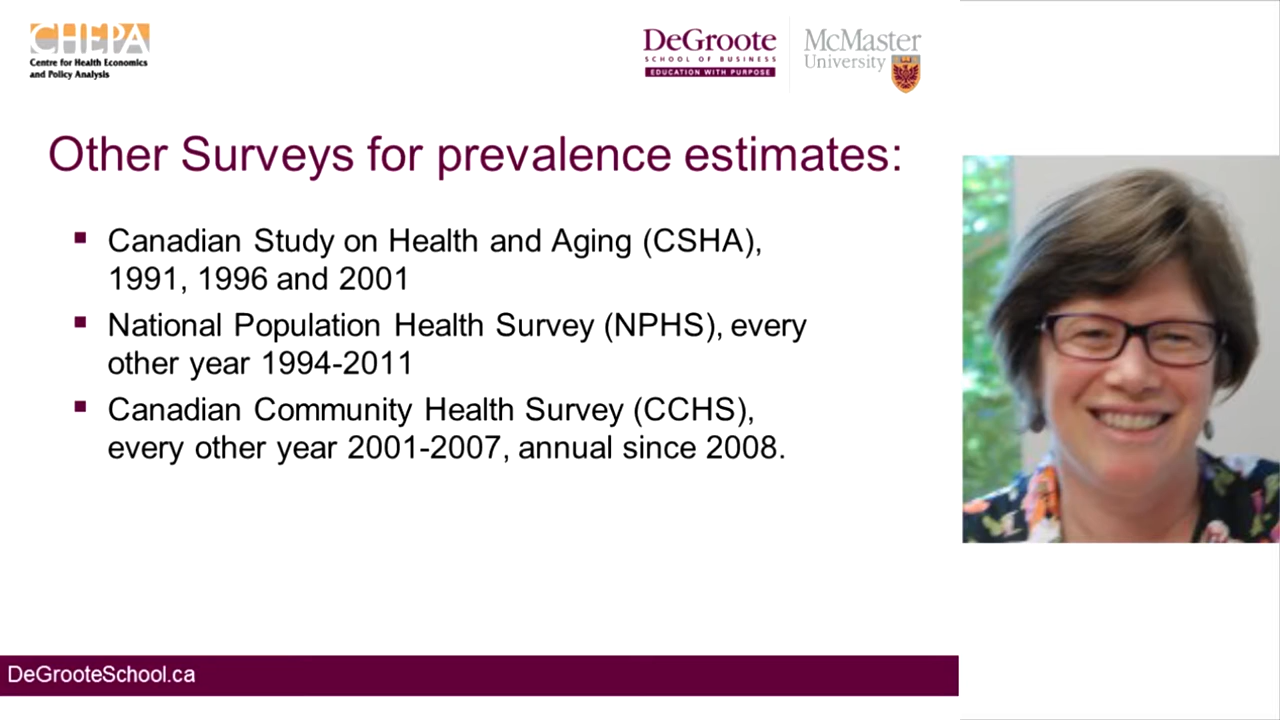 CHEPA
Centre for Health Economics
and Policy Analysis
DeGroote
SCHOOL OF BUSINESS
EDUCATION WITH PURPOSE
McMaster
University
Other Surveys for prevalence estimates:
Canadian Study on Health and Aging (CSHA),
1991, 1996 and 2001
National Population Health Survey (NPHS), every
other year 1994-2011
Canadian Community Health Survey (CCHS),
every other year 2001-2007, annual since 2008.
DeGrooteSchool.ca